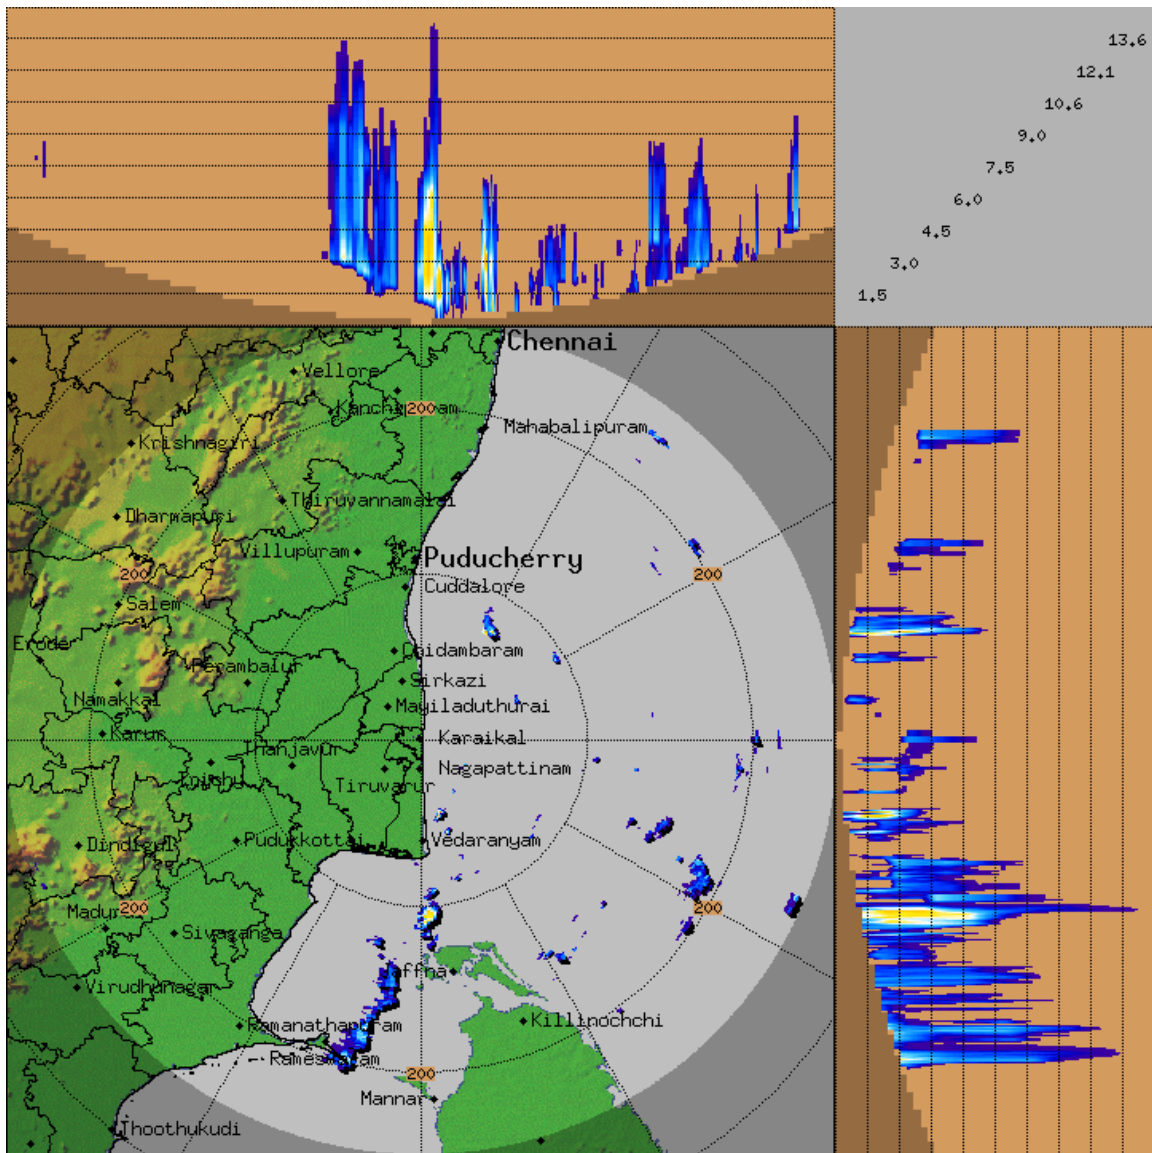 13.6
12.1
10.6
9.0
7.5
6.0
4.5
3.0
1.5
Chennai
Vellore
200
Mahabalipuram
Krishnagiri
Thiruvannamalai
Dharmapuri
Villupuram
Puducherry
200
200
Cuddalore
Salem
Erode
Chidambaram
Perambalur
Sirkazi
Namakkal
Mayiladuthurai
Karur
Karaikal
Thanjavur
Nagapattinam
Tiruvarur
Pudukkottai
Vedaranyam
Dindigul
200
200
Sivaganga
Jaffna
Virudhunagar
Ramanathapuram
Killinochchi
Rameswaram
200
Mannar
Thoothukudi